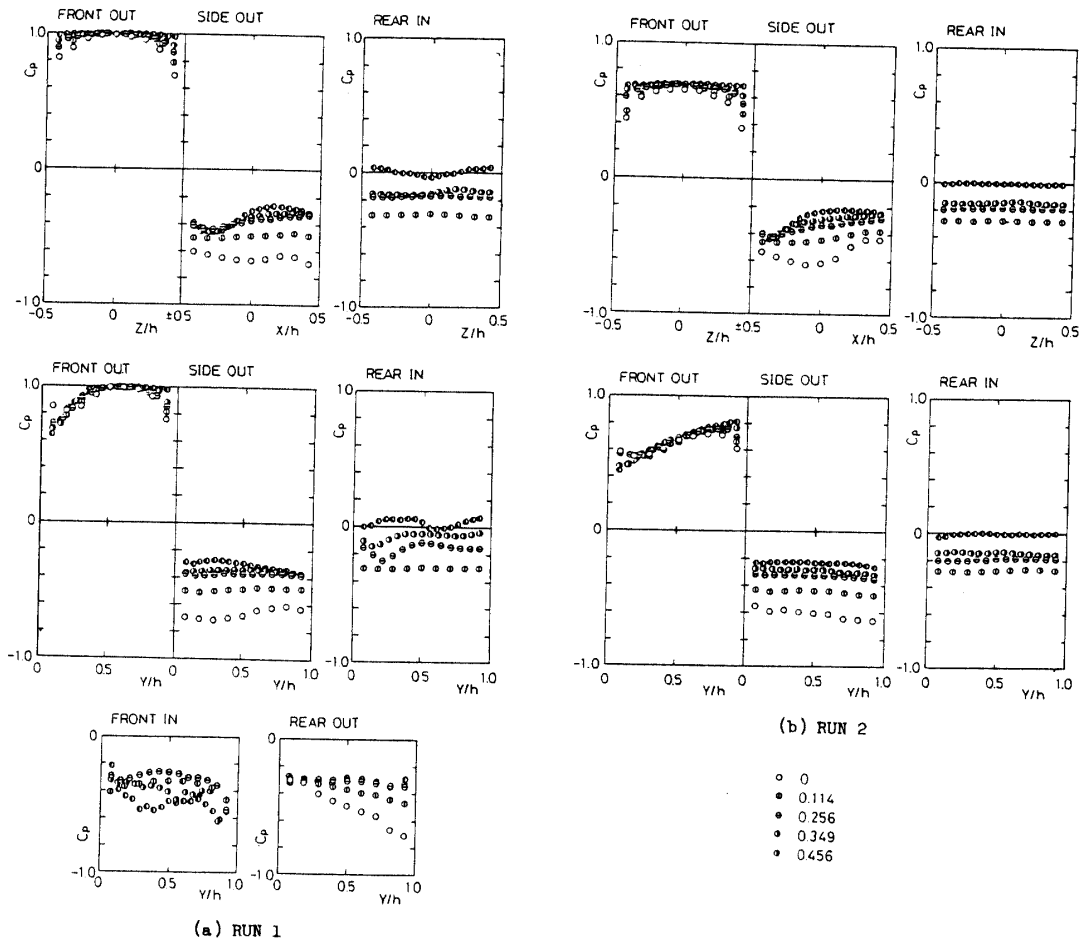 FRONT OUT SIDE OUT REAR IN
1.0 1.0
Cp
0 0
-1.0 -1.0
-0.5 0 ±0.5 0 0.5 -0.5 0 0.5
Z/h X/h Z/h
FRONT OUT SIDE OUT REAR IN
1.0 1.0
Cp
0 0
-1.0 -1.0
0 0.5 0 0.5 1.0 0 0.5 1.0
Y/h Y/h Y/h
FRONT IN REAR OUT
0 0
Cp Cp
-1.0 -1.0
0 0.5 1.0 0 0.5 1.0
Y/h Y/h
(a) RUN 1
FRONT OUT SIDE OUT REAR IN
1.0 1.0
Cp
0 0
-1.0 -1.0
-0.5 0 ±0.5 0 0.5 -0.5 0 0.5
Z/h X/h Z/h
FRONT OUT SIDE OUT REAR IN
1.0 1.0
Cp
0 0
-1.0 -1.0
0 0.5 0 0.5 1.0 0 0.5 1.0
Y/h Y/h Y/h
(b) RUN 2
0
0.114
0.256
0.349
0.456